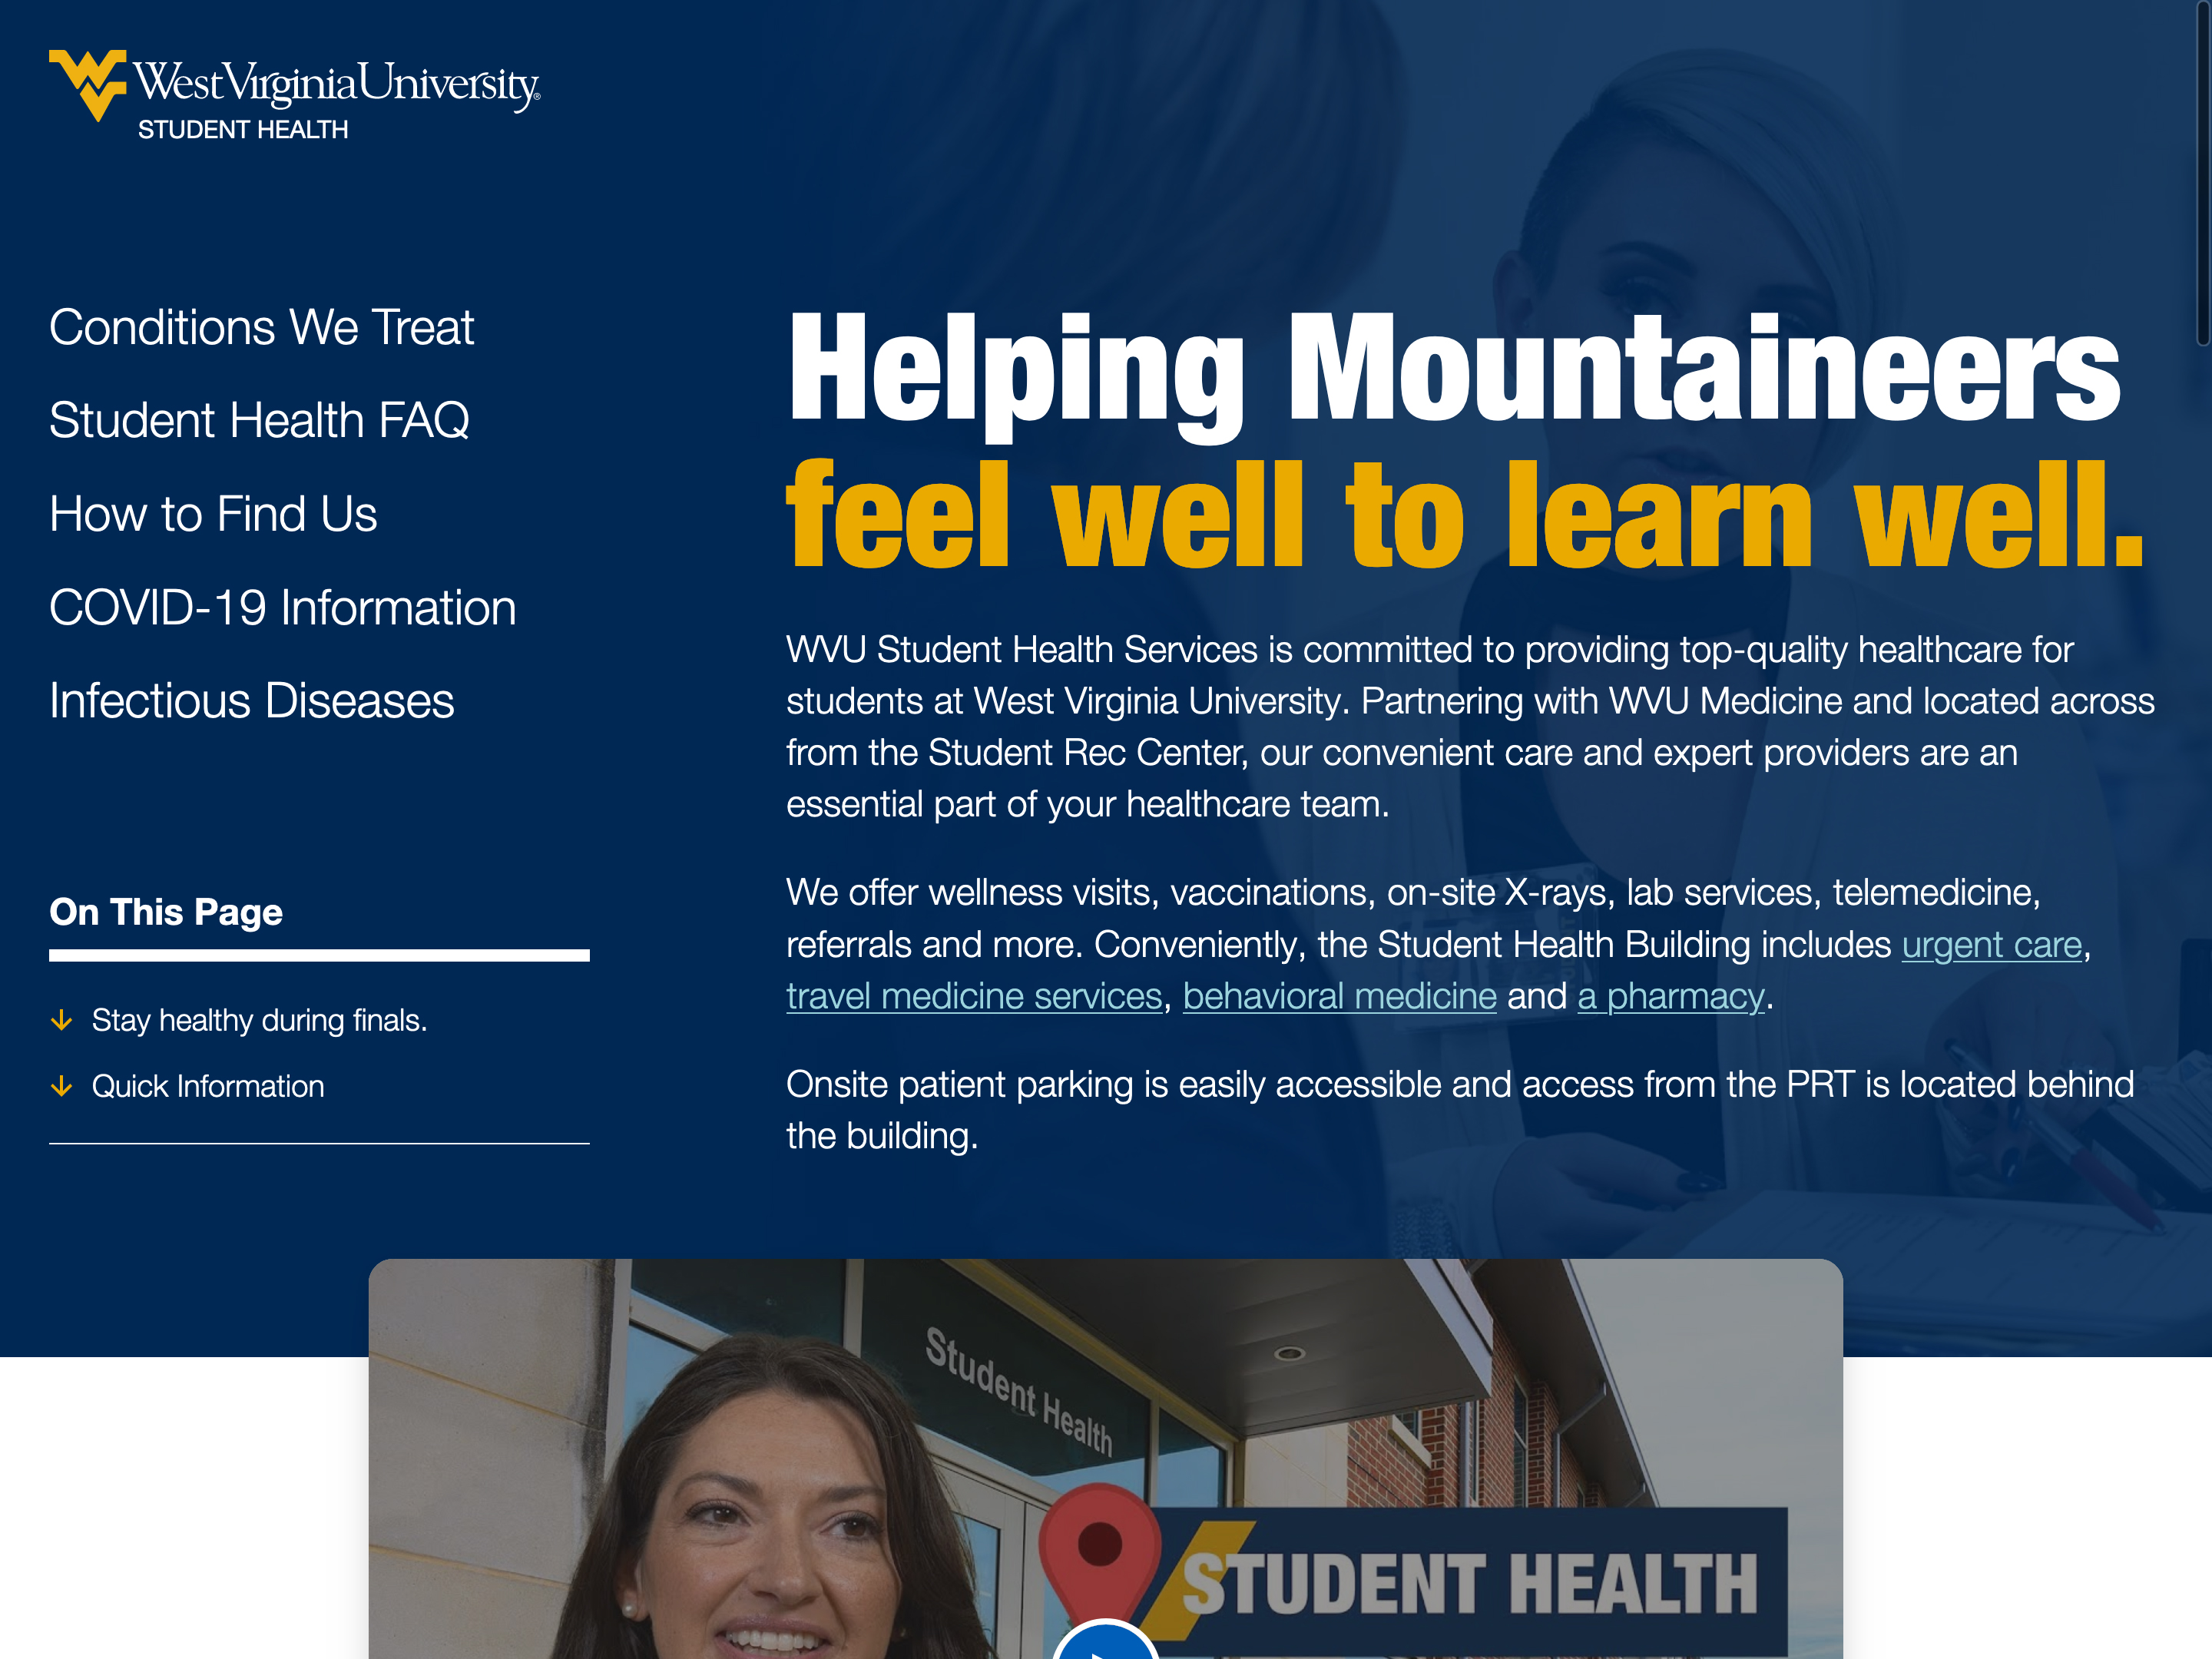 West Virginia University®
STUDENT HEALTH
Conditions We Treat
Student Health FAQ
How to Find Us
COVID-19 Information
Infectious Diseases
On This Page
Stay healthy during finals.
Quick Information
Helping Mountaineers
feel well to learn well.
WVU Student Health Services is committed to providing top-quality healthcare for
students at West Virginia University. Partnering with WVU Medicine and located across
from the Student Rec Center, our convenient care and expert providers are an
essential part of your healthcare team.
We offer wellness visits, vaccinations, on-site X-rays, lab services, telemedicine,
referrals and more. Conveniently, the Student Health Building includes urgent care,
travel medicine services, behavioral medicine and a pharmacy.
Onsite patient parking is easily accessible and access from the PRT is located behind
the building.
Student Health
STUDENT HEALTH